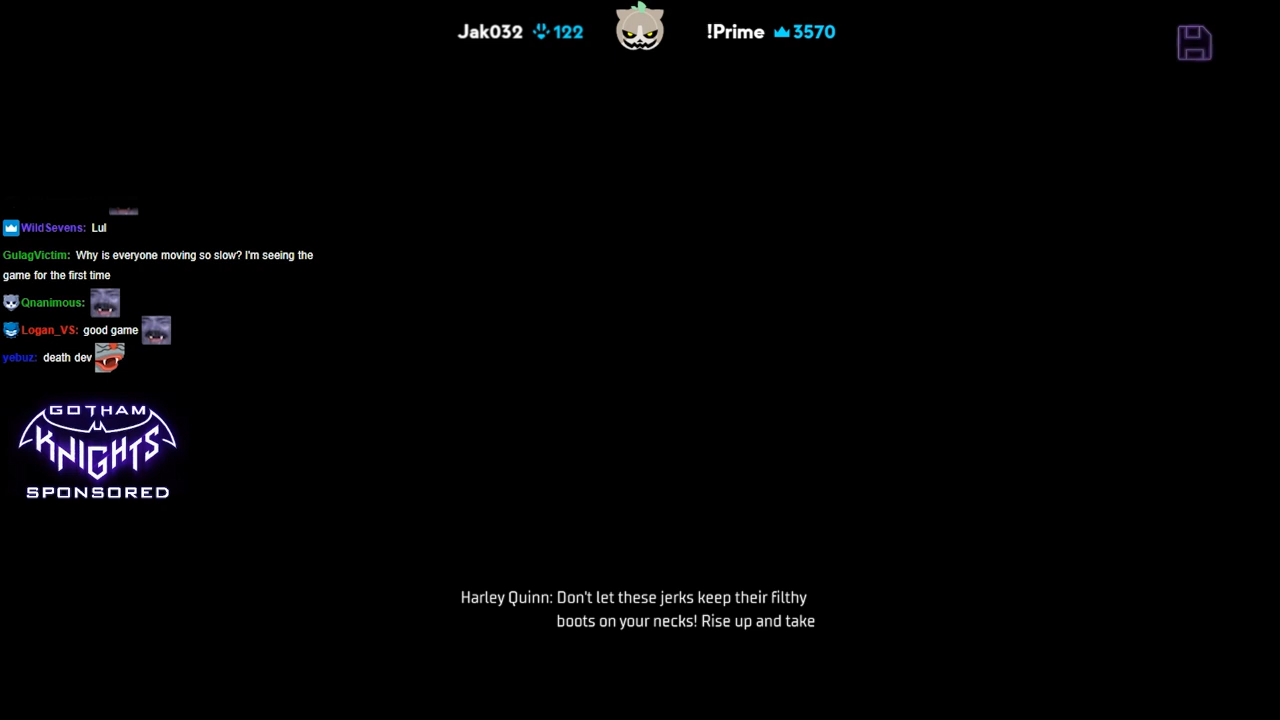 Jak032 122 !Prime 3570
WildSevens: Lul
GulagVictim: Why is everyone moving so slow? I'm seeing the
game for the first time
Qnanimous:
Logan_VS: good game
yebuz: death dev
GOTHAM
KNIGHTS
SPONSORED
Harley Quinn: Don't let these jerks keep their filthy
boots on your necks! Rise up and take